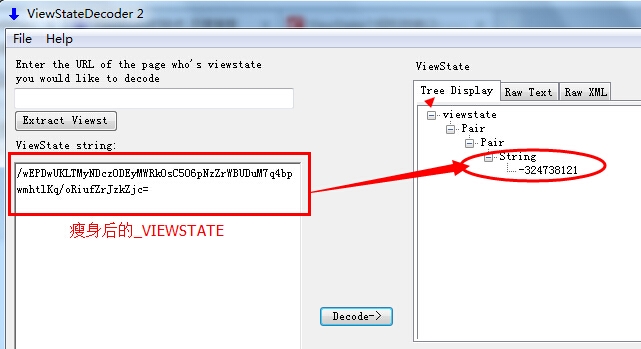 ViewStateDecoder 2
File Help
Enter the URL of the page who's viewstate
you would like to decode
Extract Viewst
ViewState string:
/wEPDwUKLTMyNDczODEyMWRkOsC5O6pNzZrWBUDuM7q4bp
wmhtlKq/oRiufZrJzkZjc=
瘦身后的_VIEWSTATE
Decode->
ViewState
Tree Display Raw Text Raw XML
viewstate
Pair
Pair
String
-324738121